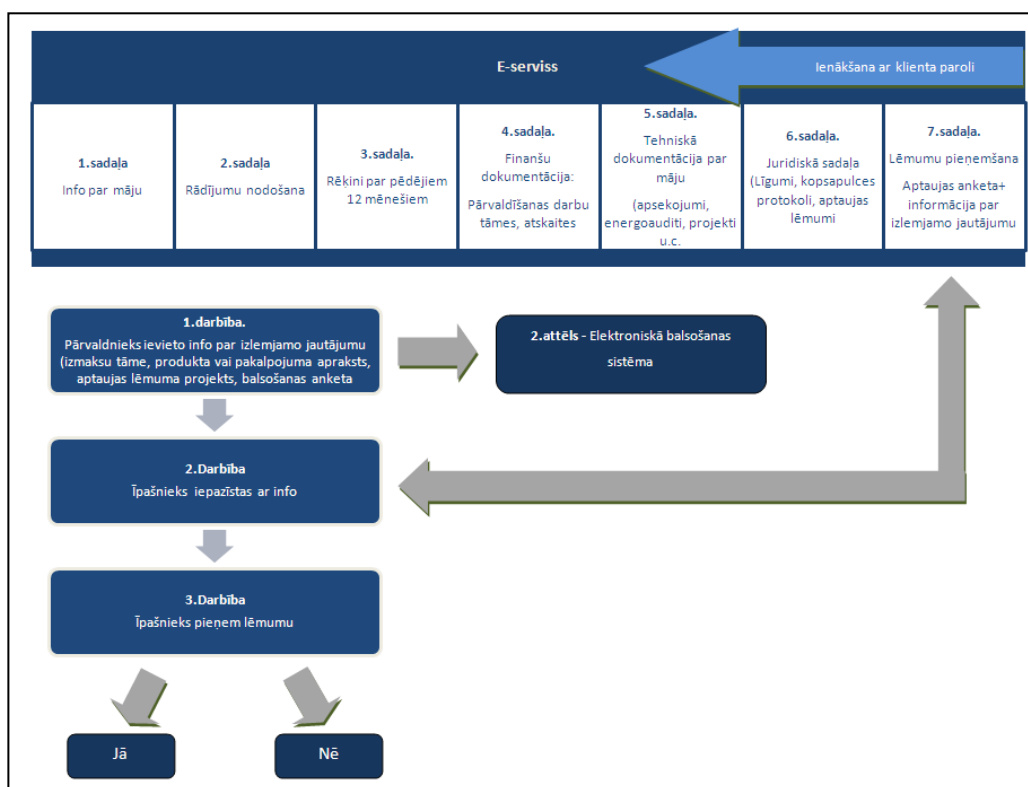 E-serviss
Ienākšana ar klienta paroli
1.sadaļa
Info par māju
2.sadaļa
Rādījumu nodošana
3.sadaļa.
Rēķini par pēdējiem
12 mēnešiem
4.sadaļa.
Finanšu
dokumentācija:
Pārvaldīšanas darbu
tāmes, atskaites
5.sadaļa.
Tehniskā
dokumentācija par
māju
(apsekojumi,
energoauditi, projekti
u.c.
6.sadaļa.
Juridiskā sadaļa
(Līgumi, kopsapulces
protokoli, aptaujas
lēmumi
7.sadaļa.
Lēmumu pieņemšana
Aptaujas anketa+
informācija par
izlemjamo jautājumu
1.darbība.
Pārvaldnieks ievieto info par izlemjamo jautājumu
(izmaksu tāme, produkta vai pakalpojuma apraksts,
aptaujas lēmuma projekts, balsošanas anketa
2.attēls - Elektroniskā balsošanas
sistēma
2.Darbība
Īpašnieks iepazīstas ar info
3.Darbība
Īpašnieks pieņem lēmumu
Jā
Nē